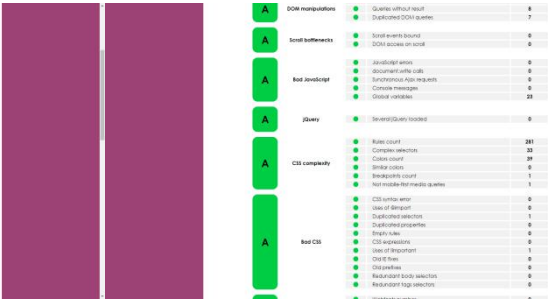 A DOM manipulations
Queries without result 8
Duplicated DOM queries 7
A Scroll bottlenecks
Scroll events bound 0
DOM access on scroll 0
A Bad JavaScript
JavaScript errors 0
document.write calls 0
Synchronous Ajax requests 0
Console messages 0
Global variables 23
A jQuery
Several jQuery loaded 0
A CSS complexity
Rules count 281
Complex selectors 33
Colors count 39
Similar colors 0
Breakpoints count 1
Not mobile-first media queries 1
A Bad CSS
CSS syntax error 0
Uses of @import 0
Duplicated selectors 1
Duplicated properties 0
Empty rules 0
CSS expressions 0
Uses of !important 1
Old IE fixes 0
Old prefixes 0
Redundant body selectors 0
Redundant tags selectors 0